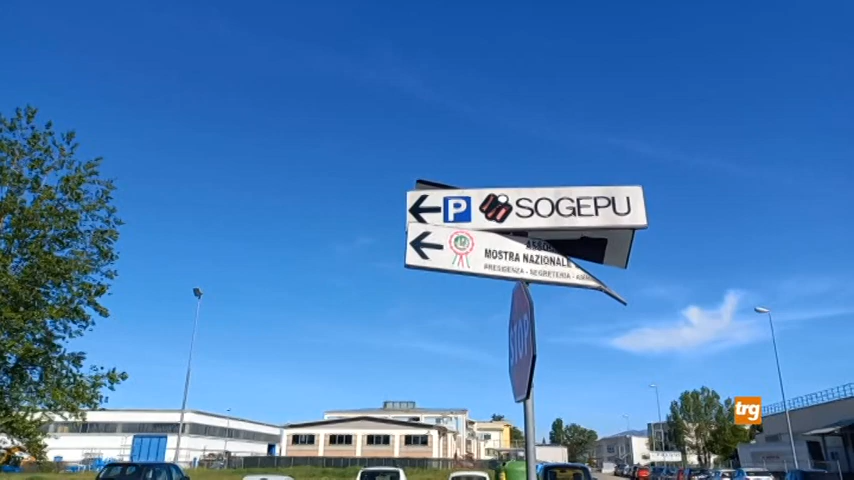 P SOGEPU
ASSO
MOSTRA NAZIONALE
PRESIDENZA - SEGRETERIA -
STOP
trg